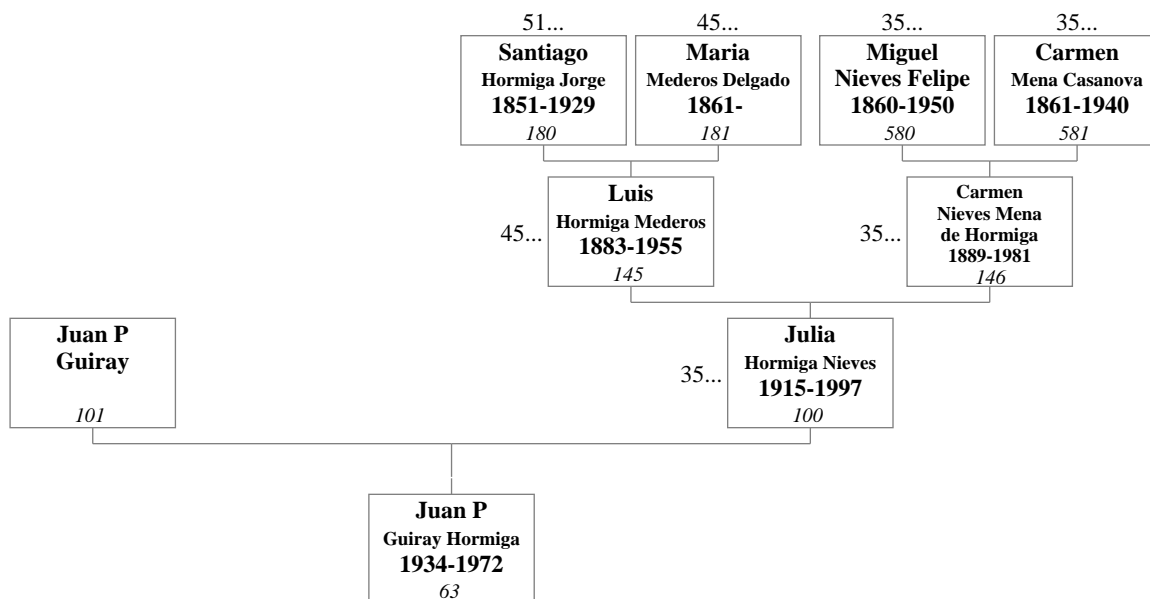 51...
45...
35...
35...
Santiago
Hormiga Jorge
1851-1929
180
Maria
Mederos Delgado
1861-
181
Miguel
Nieves Felipe
1860-1950
580
Carmen
Mena Casanova
1861-1940
581
45...
Luis
Hormiga Mederos
1883-1955
145
35...
Carmen
Nieves Mena
de Hormiga
1889-1981
146
Juan P
Guiray
101
35...
Julia
Hormiga Nieves
1915-1997
100
Juan P
Guiray Hormiga
1934-1972
63